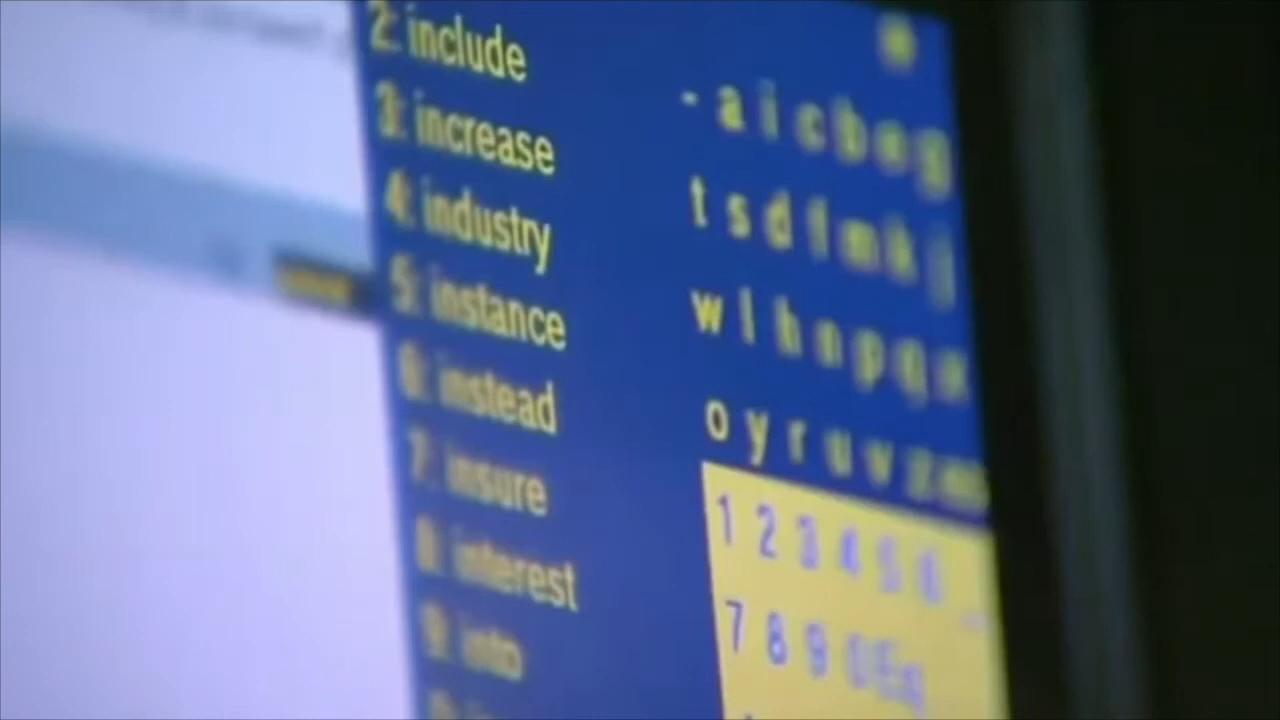 2: include
3: increase
4: industry
5: instance
6: instead
7: insure
8: interest
9: into
- a i c b e g
t s d f m k j
w l h n p q x
o y r u v z
1 2 3 4 5 6
7 8 9 0